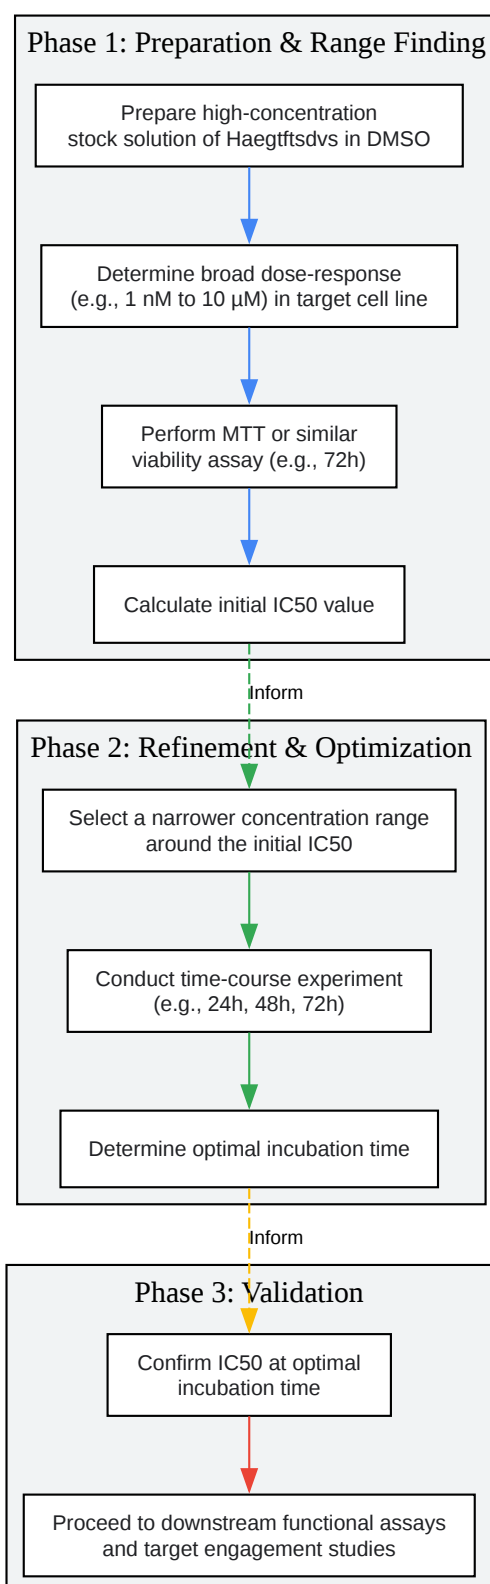 Phase 1: Preparation & Range Finding
Prepare high-concentration
stock solution of Haegtftsdvs in DMSO
Determine broad dose-response
(e.g., 1 nM to 10 µM) in target cell line
Perform MTT or similar
viability assay (e.g., 72h)
Calculate initial IC50 value
Inform
Phase 2: Refinement & Optimization
Select a narrower concentration range
around the initial IC50
Conduct time-course experiment
(e.g., 24h, 48h, 72h)
Determine optimal incubation time
Inform
Phase 3: Validation
Confirm IC50 at optimal
incubation time
Proceed to downstream functional assays
and target engagement studies